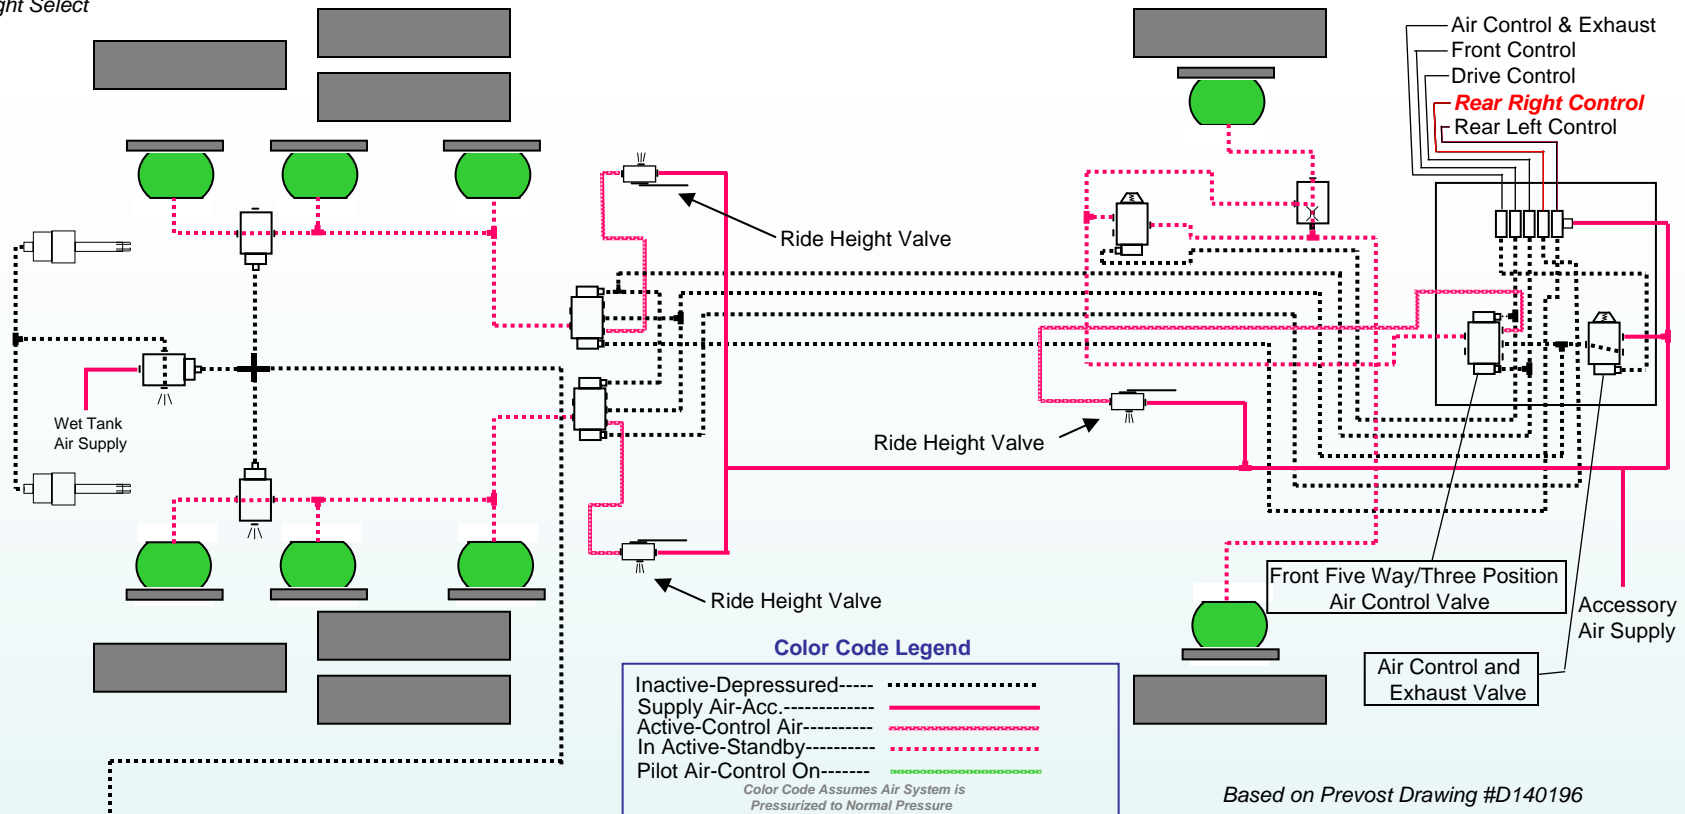 ght Select
Air Control & Exhaust
Front Control
Drive Control
Rear Right Control
Rear Left Control
Ride Height Valve
Wet Tank
Air Supply
Ride Height Valve
Ride Height Valve
Front Five Way/Three Position
Air Control Valve
Accessory
Air Supply
Air Control and
Exhaust Valve
Color Code Legend
Inactive-Depressured-----
Supply Air-Acc.-------------
Active-Control Air----------
In Active-Standby----------
Pilot Air-Control On-------
Color Code Assumes Air System is
Pressurized to Normal Pressure
Based on Prevost Drawing #D140196